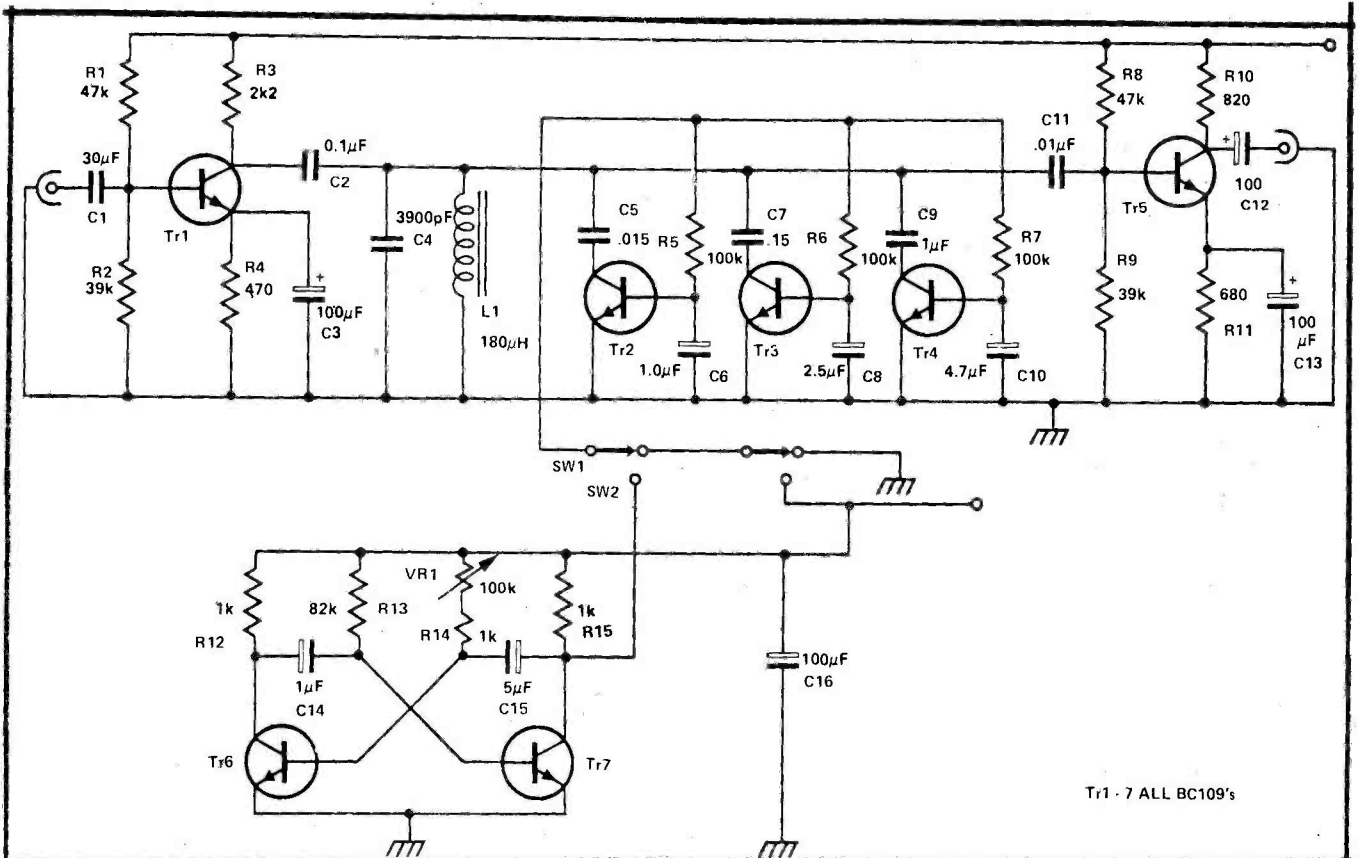 R1
47k
R3
2k2
30µF
C1
Tr1
R2
39k
R4
470
100µF
C3
+
0.1µF
C2
3900pF
C4
L1
180µH
C5
.015
R5
100k
Tr2
1.0µF
C6
C7
.15
R6
100k
Tr3
2.5µF
C8
C9
1µF
R7
100k
Tr4
4.7µF
C10
C11
.01µF
R8
47k
R9
39k
Tr5
R10
820
+
100
C12
680
R11
+
100
µF
C13
SW1
SW2
1k
R12
82k
R13
VR1
100k
R14
1k
1k
R15
1µF
C14
5µF
C15
100µF
C16
Tr6
Tr7
Tr1 - 7 ALL BC109's